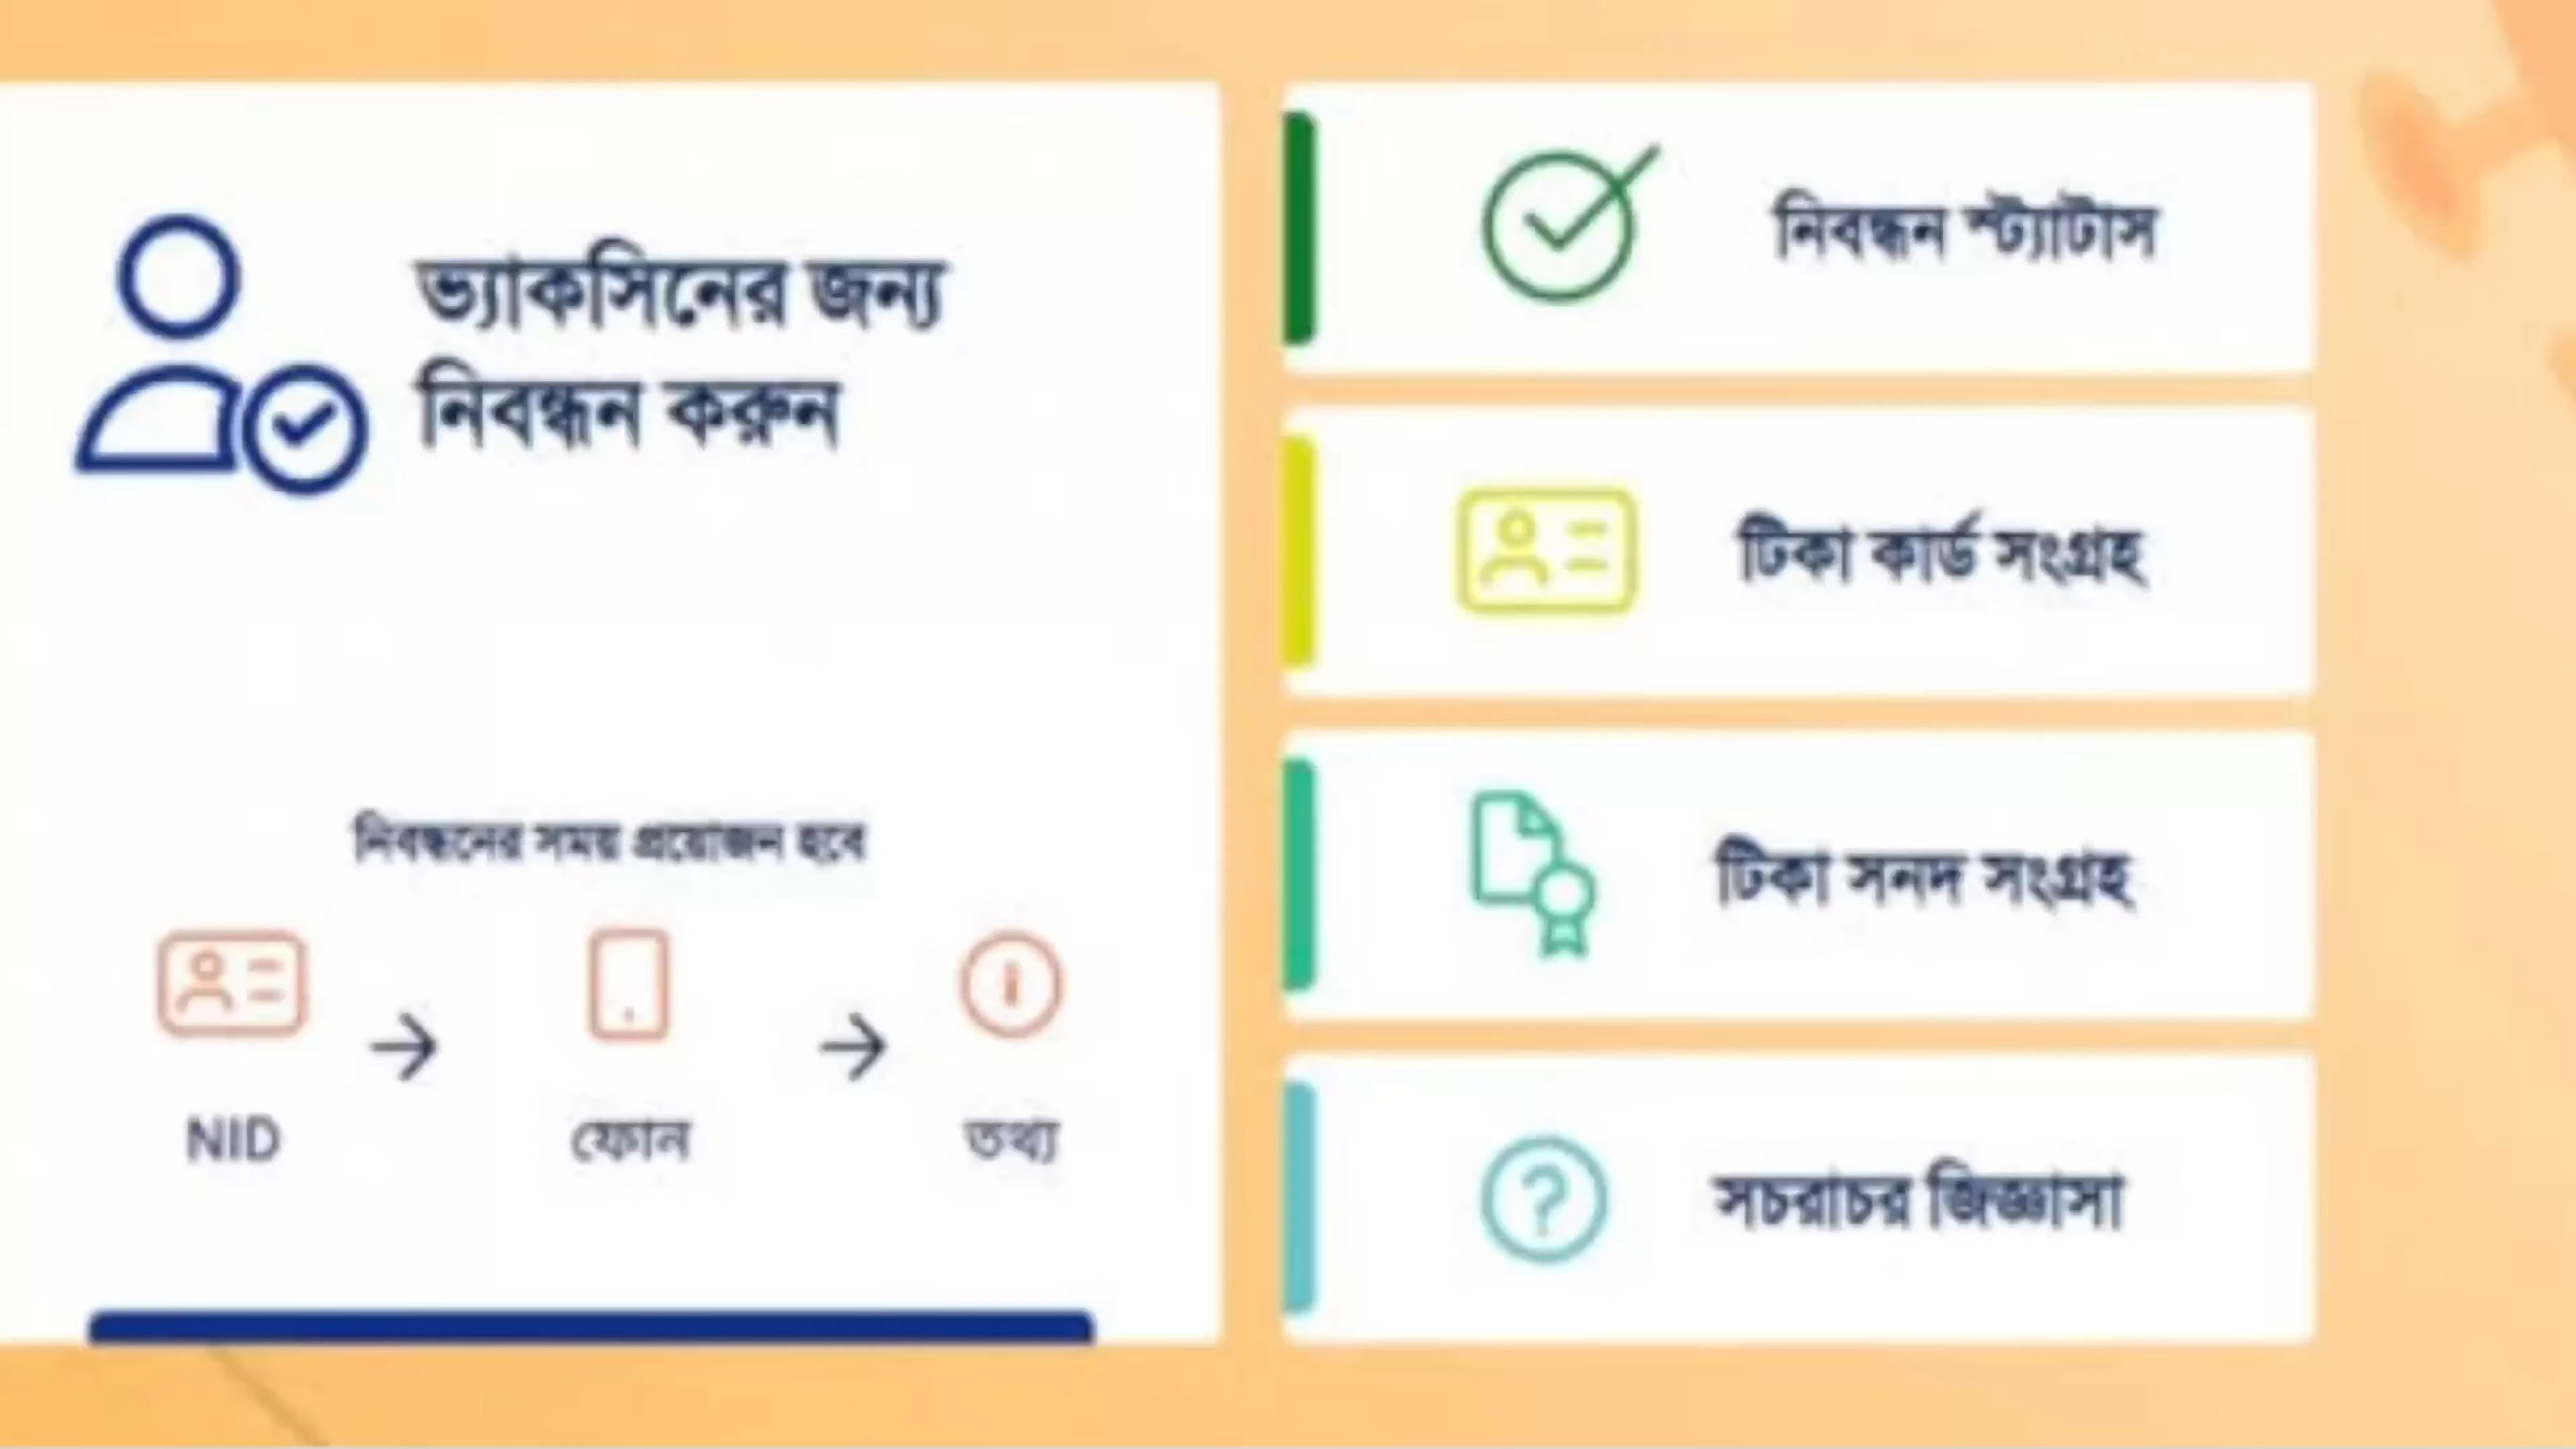 ভ্যাকসিনের জন্য
নিবন্ধন করুন
নিবন্ধনের সময় প্রয়োজন হবে
NID
ফোন
তথ্য
নিবন্ধন স্ট্যাটাস
টিকা কার্ড সংগ্রহ
টিকা সনদ সংগ্রহ
সচরাচর জিজ্ঞাসা